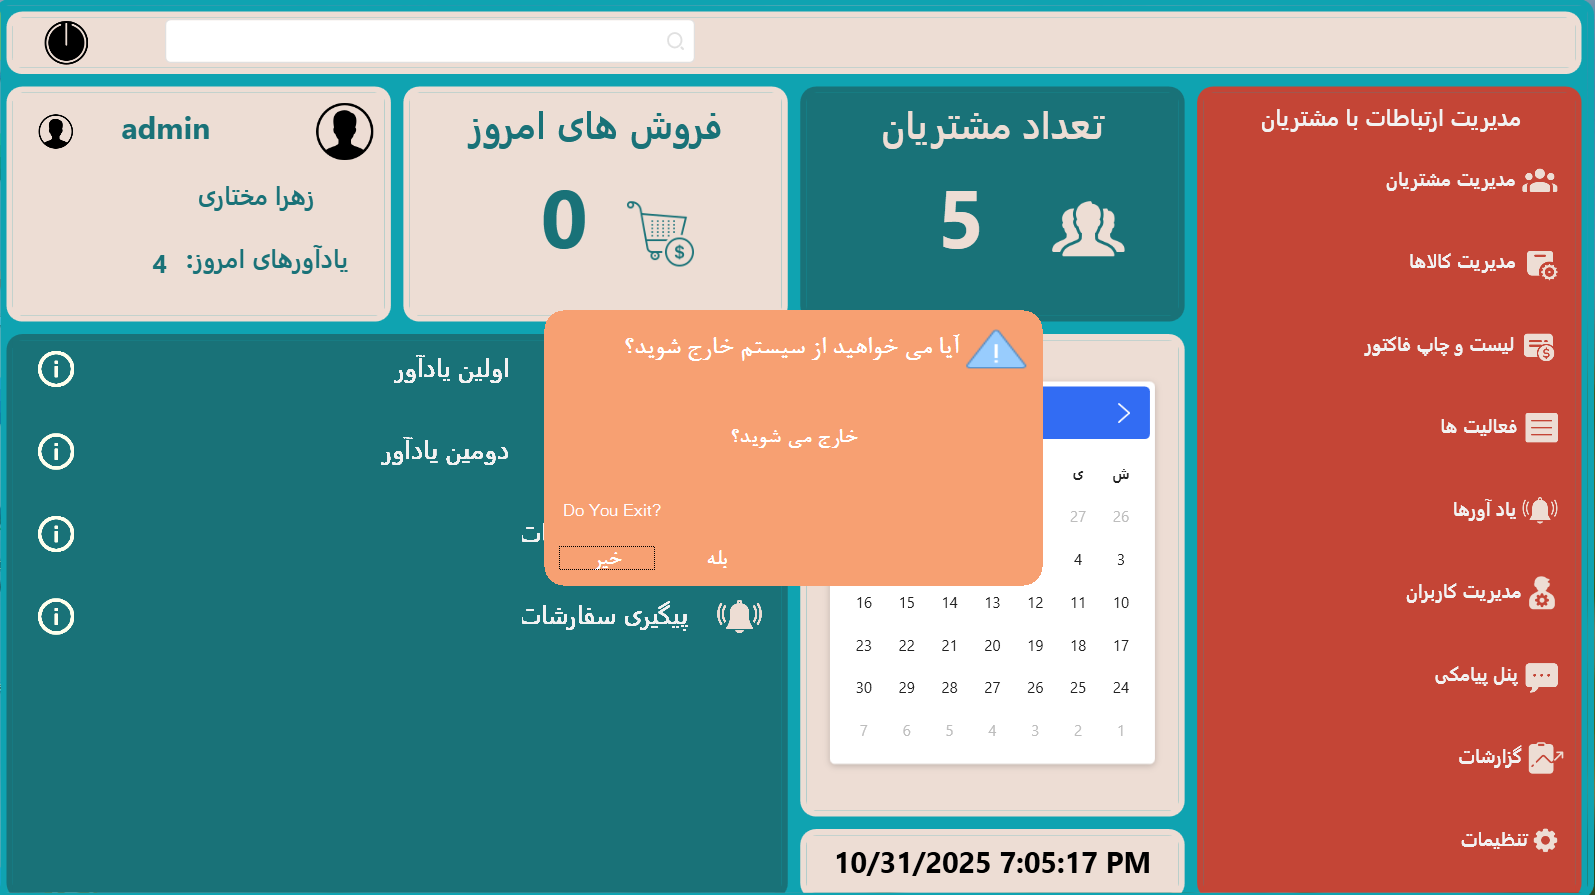 مدیریت ارتباطات با مشتریان
مدیریت مشتریان
مدیریت کالاها
لیست و چاپ فاکتور
فعالیت ها
یاد آورها
مدیریت کاربران
پنل پیامکی
گزارشات
تنظیمات
تعداد مشتریان
5
فروش های امروز
0
$
admin
زهرا مختاری
یادآورهای امروز: 4
آیا می خواهید از سیستم خارج شوید؟
خارج می شوید؟
Do You Exit?
بله
خیر
اولین یادآور
دومین یادآور
پیگیری سفارشات
ش ی
26 27
3 4
10 11 12 13 14 15 16
17 18 19 20 21 22 23
24 25 26 27 28 29 30
1 2 3 4 5 6 7
10/31/2025 7:05:17 PM